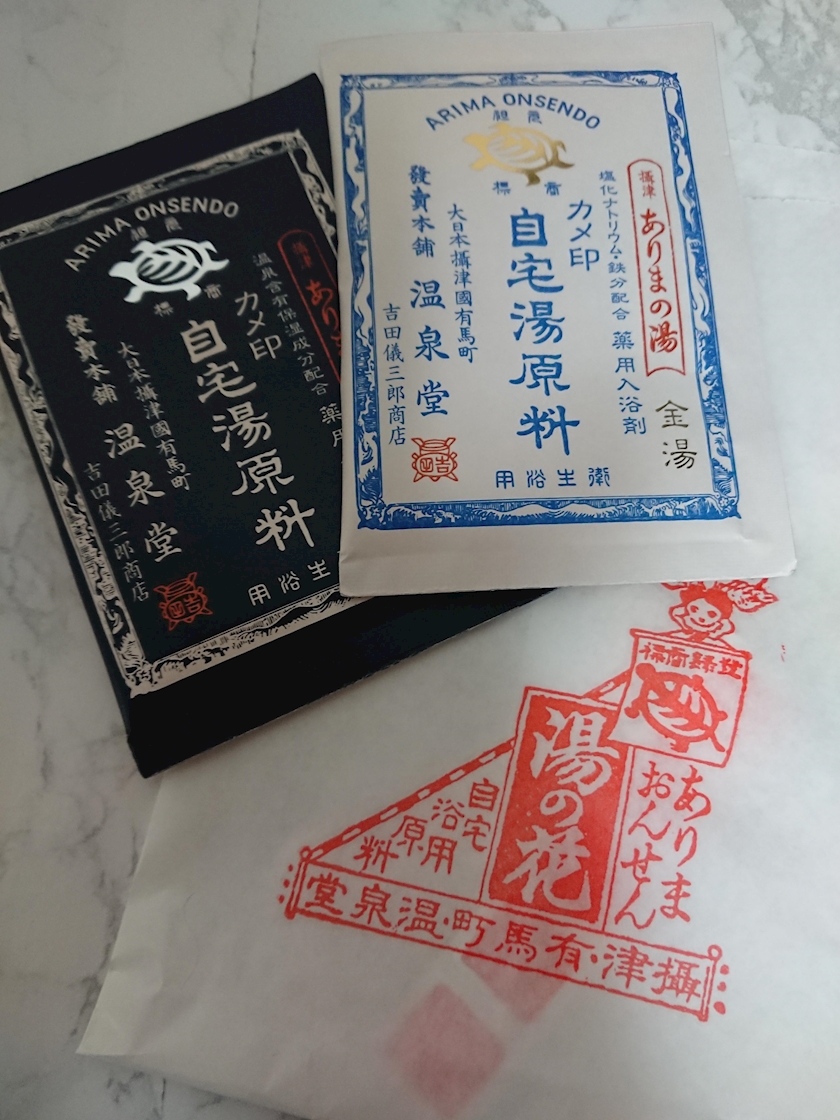 ARIMA ONSENDO
商標
攝津
ありまの湯
塩化ナトリウム・鉄分配合 薬用入浴剤
金湯
カメ印
自宅湯原料
大日本攝津國有馬町
發賣本舗 温泉堂
吉田儀三郎商店
衛生浴用
ARIMA ONSENDO
商標
攝津
あり
温泉含有保湿成分配合 薬用
カメ印
自宅湯原料
大日本攝津國有馬町
發賣本舗 温泉堂
吉田儀三郎商店
生浴用
登録商標
ありま
おんせん
湯の花
自宅
浴用
原
料
攝津・有馬町・温泉堂